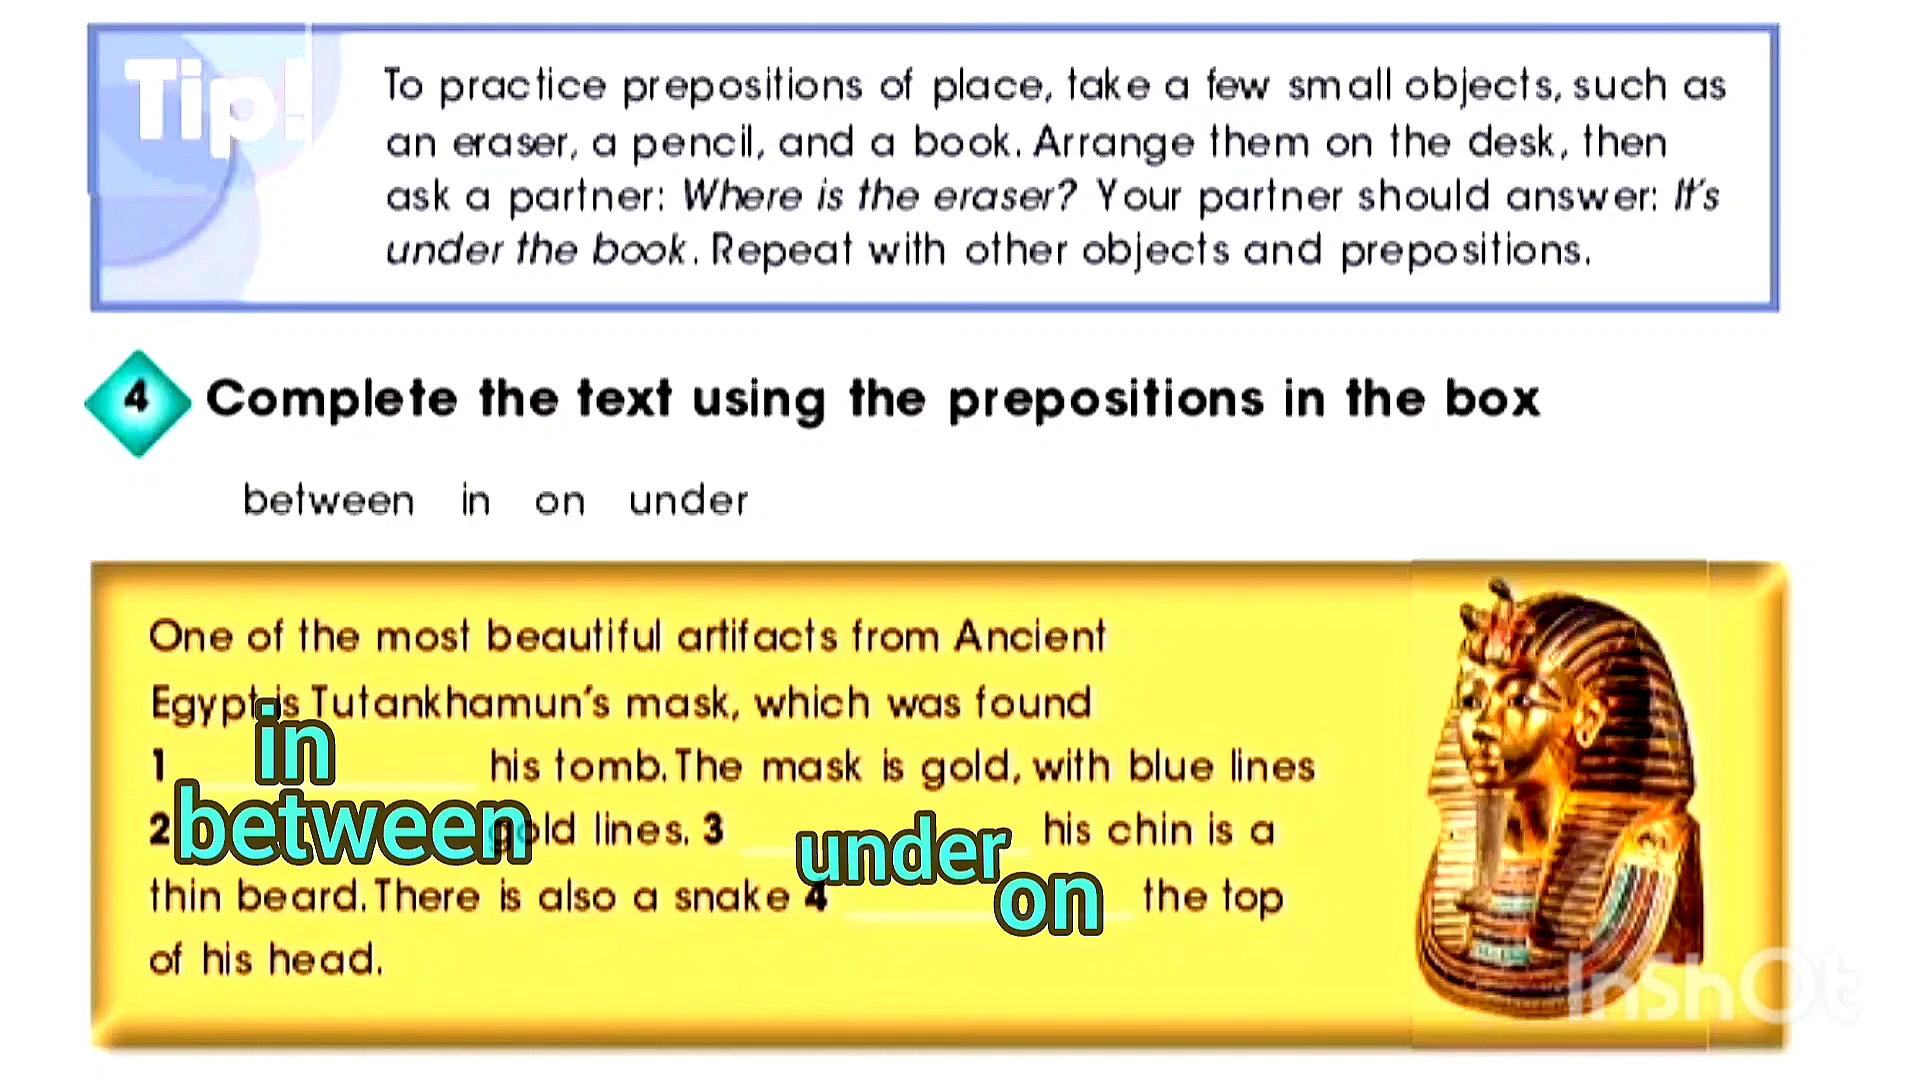 Tip!
To practice prepositions of place, take a few small objects, such as
an eraser, a pencil, and a book. Arrange them on the desk, then
ask a partner: Where is the eraser? Your partner should answer: It's
under the book. Repeat with other objects and prepositions.
4 Complete the text using the prepositions in the box
between in on under
One of the most beautiful artifacts from Ancient
Egypt is Tutankhamun's mask, which was found
1 in his tomb. The mask is gold, with blue lines
2 between gold lines. 3 under his chin is a
thin beard. There is also a snake 4 on the top
of his head.
InShOt